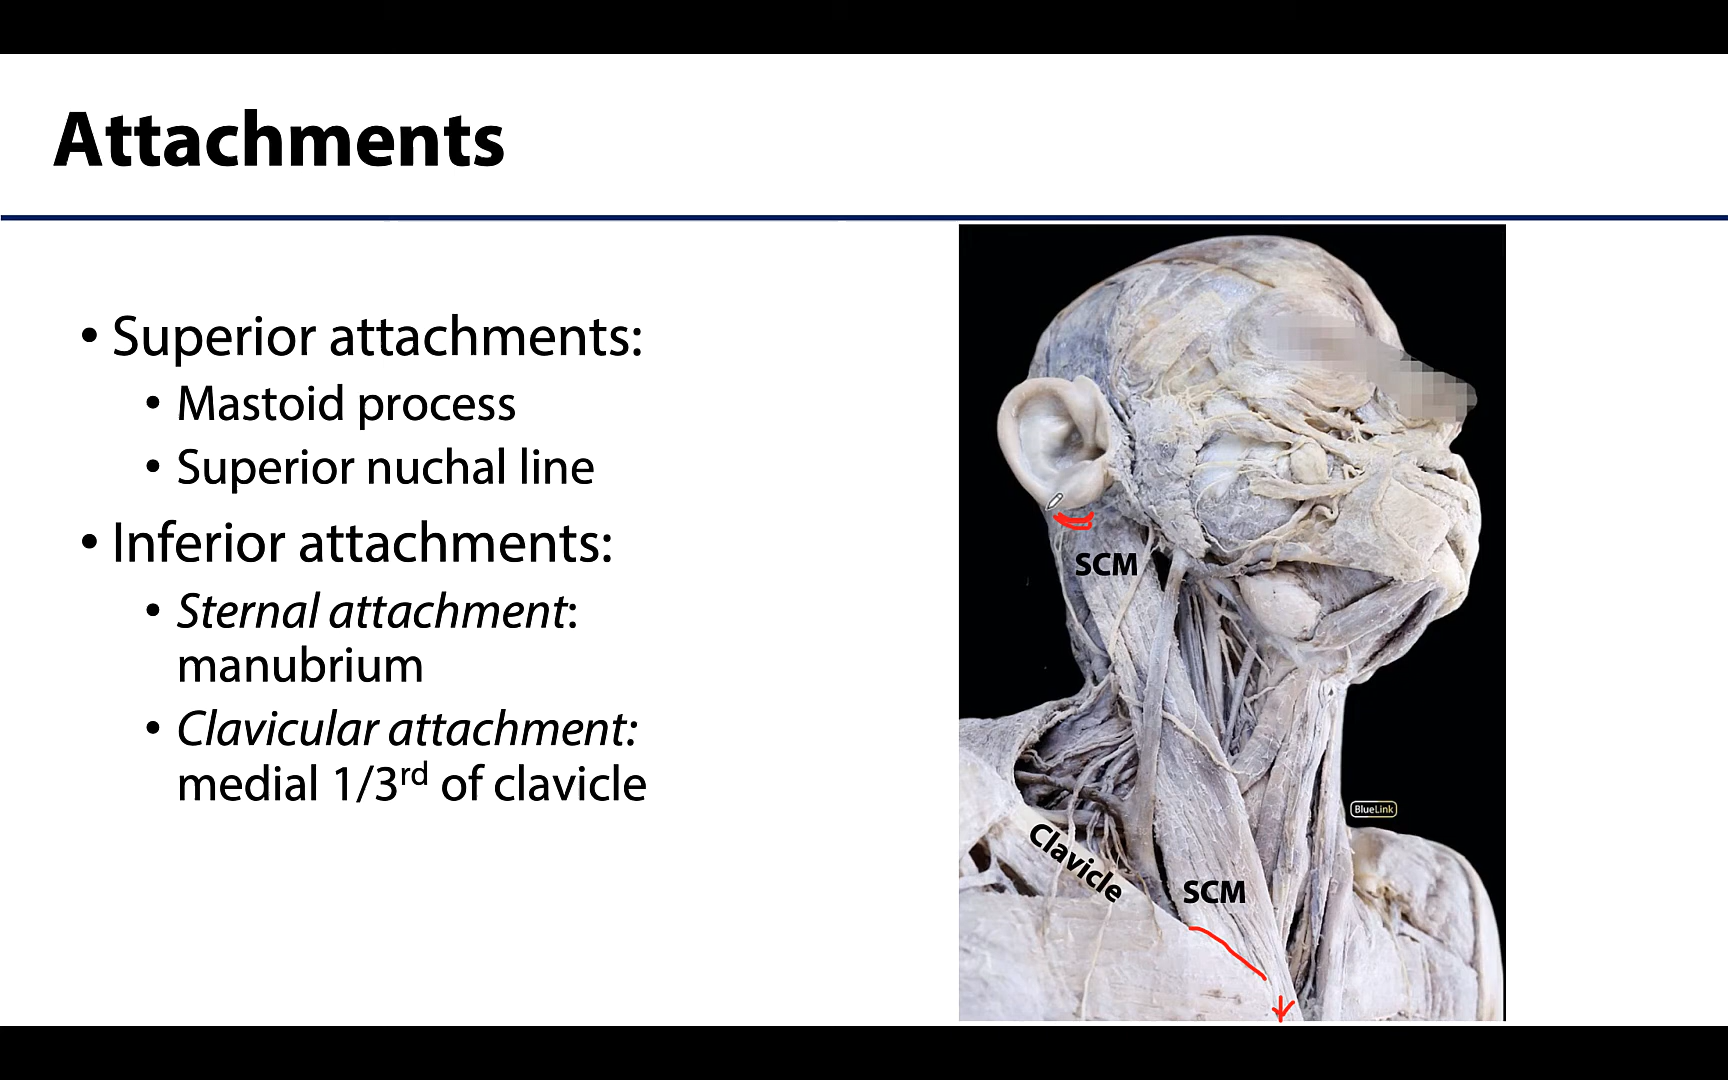 Attachments
• Superior attachments:
• Mastoid process
• Superior nuchal line
• Inferior attachments:
• Sternal attachment:
manubrium
• Clavicular attachment:
medial 1/3rd of clavicle
SCM
BlueLink
Clavicle
SCM